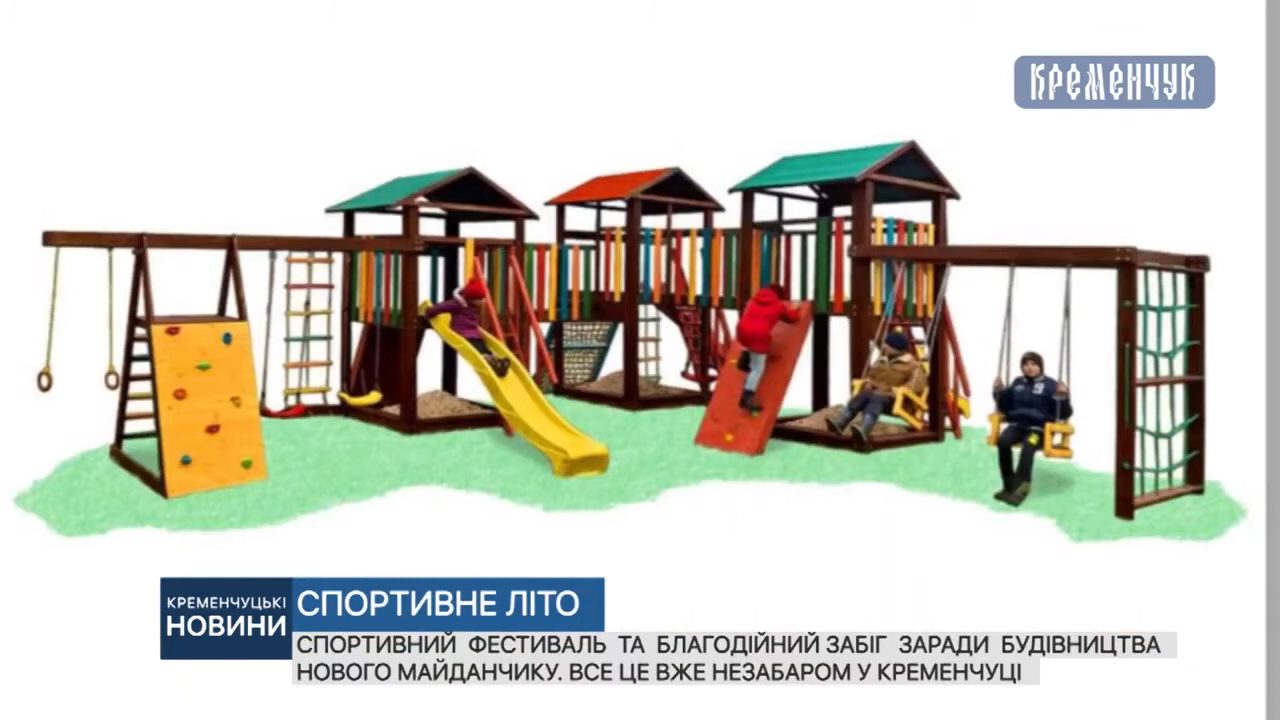 КРЕМЕНЧУК
КРЕМЕНЧУЦЬКІ
НОВИНИ
СПОРТИВНЕ ЛІТО
СПОРТИВНИЙ ФЕСТИВАЛЬ ТА БЛАГОДІЙНИЙ ЗАБІГ ЗАРАДИ БУДІВНИЦТВА
НОВОГО МАЙДАНЧИКУ. ВСЕ ЦЕ ВЖЕ НЕЗАБАРОМ У КРЕМЕНЧУЦІ